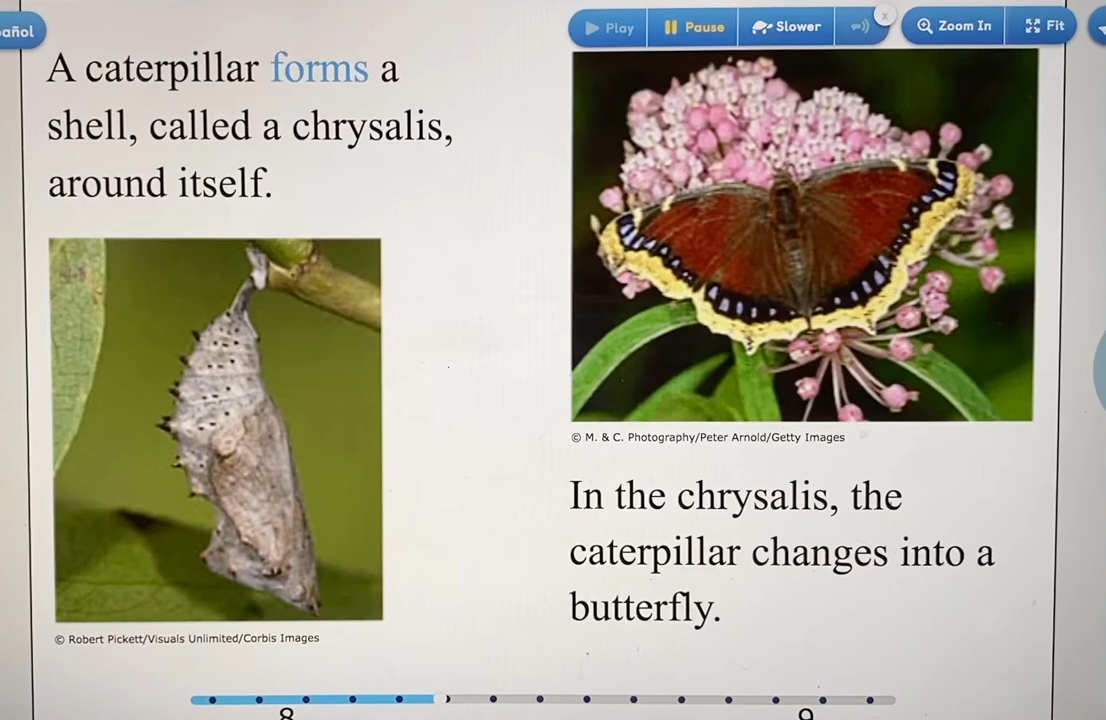 añol
Play
Pause
Slower
x
Zoom In
Fit
A caterpillar forms a
shell, called a chrysalis,
around itself.
© Robert Pickett/Visuals Unlimited/Corbis Images
© M. & C. Photography/Peter Arnold/Getty Images
In the chrysalis, the
caterpillar changes into a
butterfly.
8
9